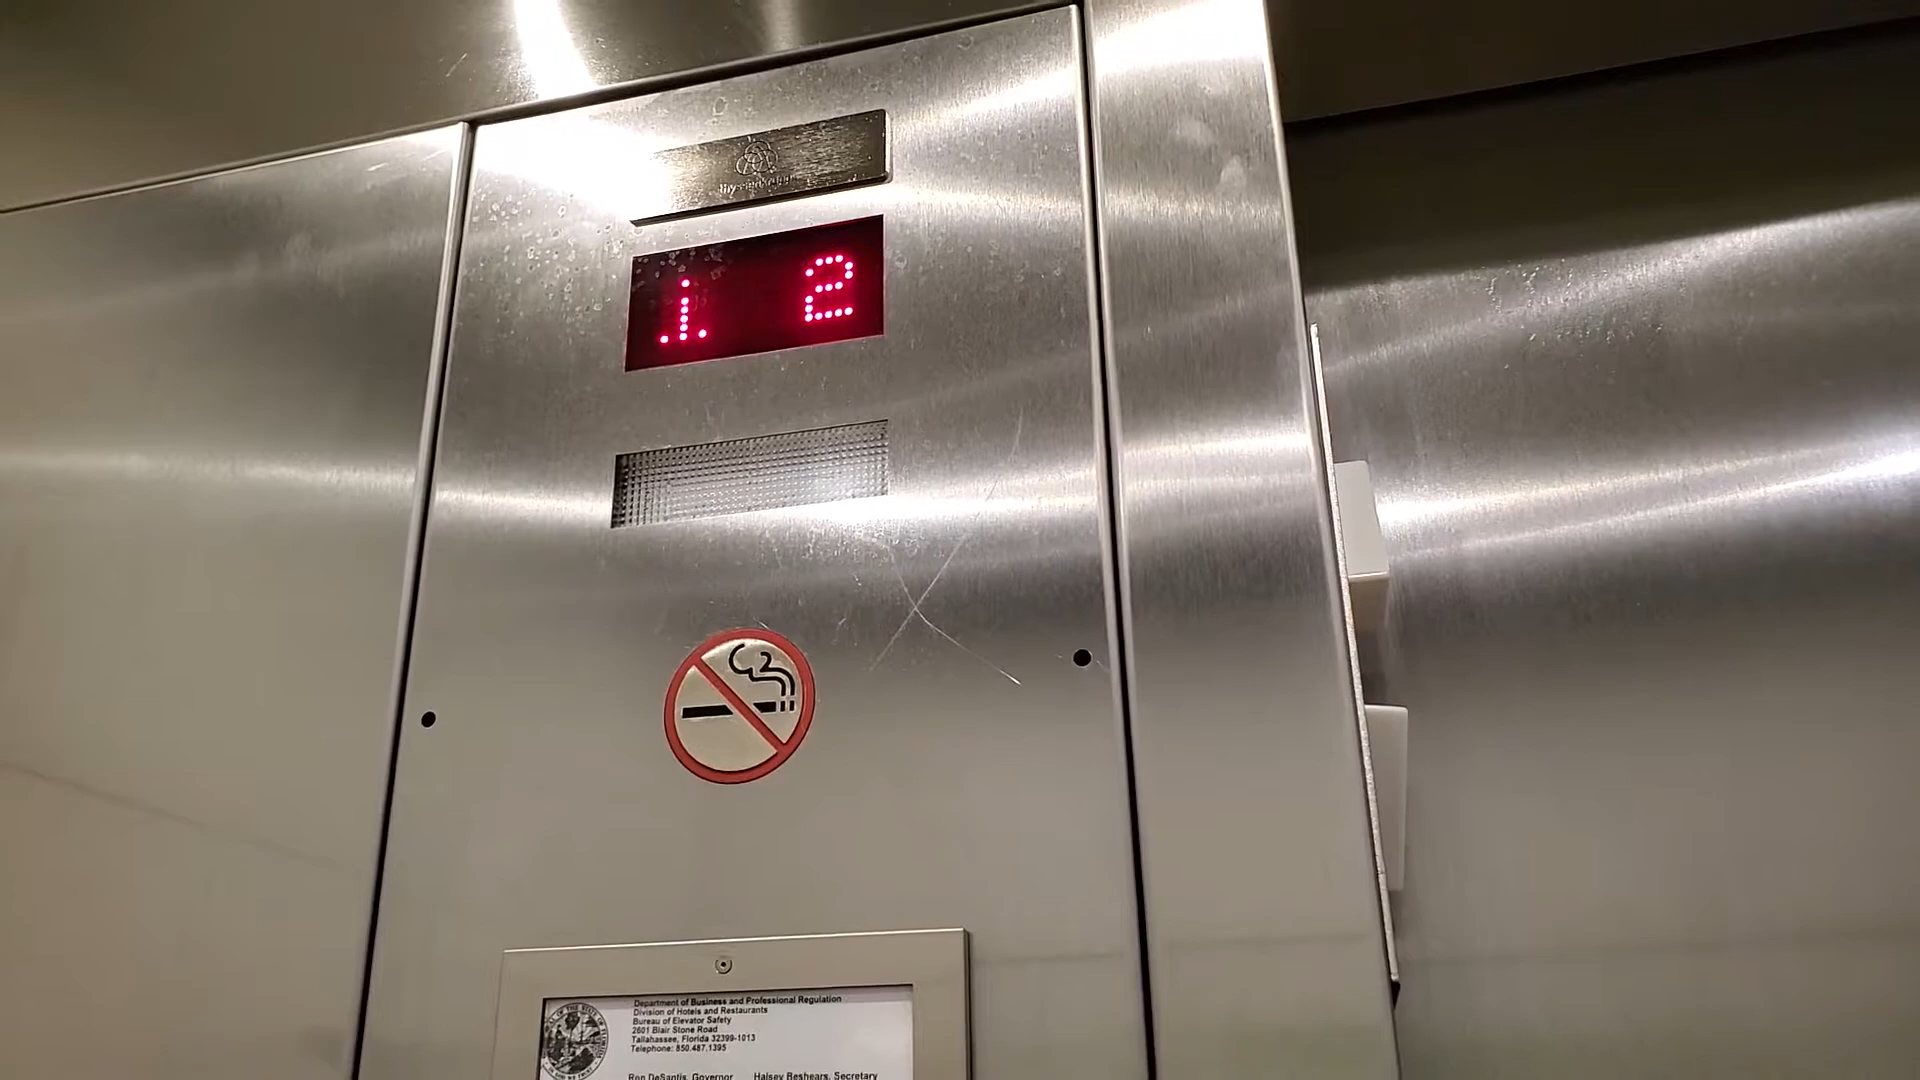 thyssenkrupp
2
Department of Business and Professional Regulation
Division of Hotels and Restaurants
Bureau of Elevator Safety
2601 Blair Stone Road
Tallahassee, Florida 32399-1013
Telephone: 850.487.1395
Ron DeSantis, Governor Halsey Beshears, Secretary